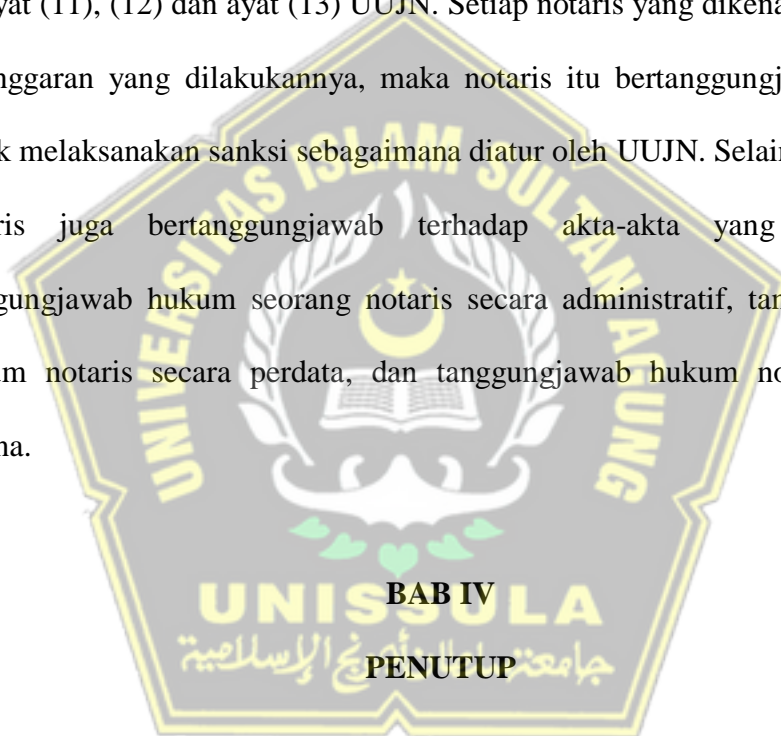 yat (11), (12) dan ayat (13) UUJN. Setiap notaris yang dikena
nggaran yang dilakukannya, maka notaris itu bertanggungj
k melaksanakan sanksi sebagaimana diatur oleh UUJN. Selai
ris juga bertanggungjawab terhadap akta-akta yang
gungjawab hukum seorang notaris secara administratif, tan
um notaris secara perdata, dan tanggungjawab hukum no
na.
UNIVERSITAS ISLAM SULTAN AGUNG
BAB IV
UNISSULA
PENUTUP
جامعة سلطان أجونج الإسلامية